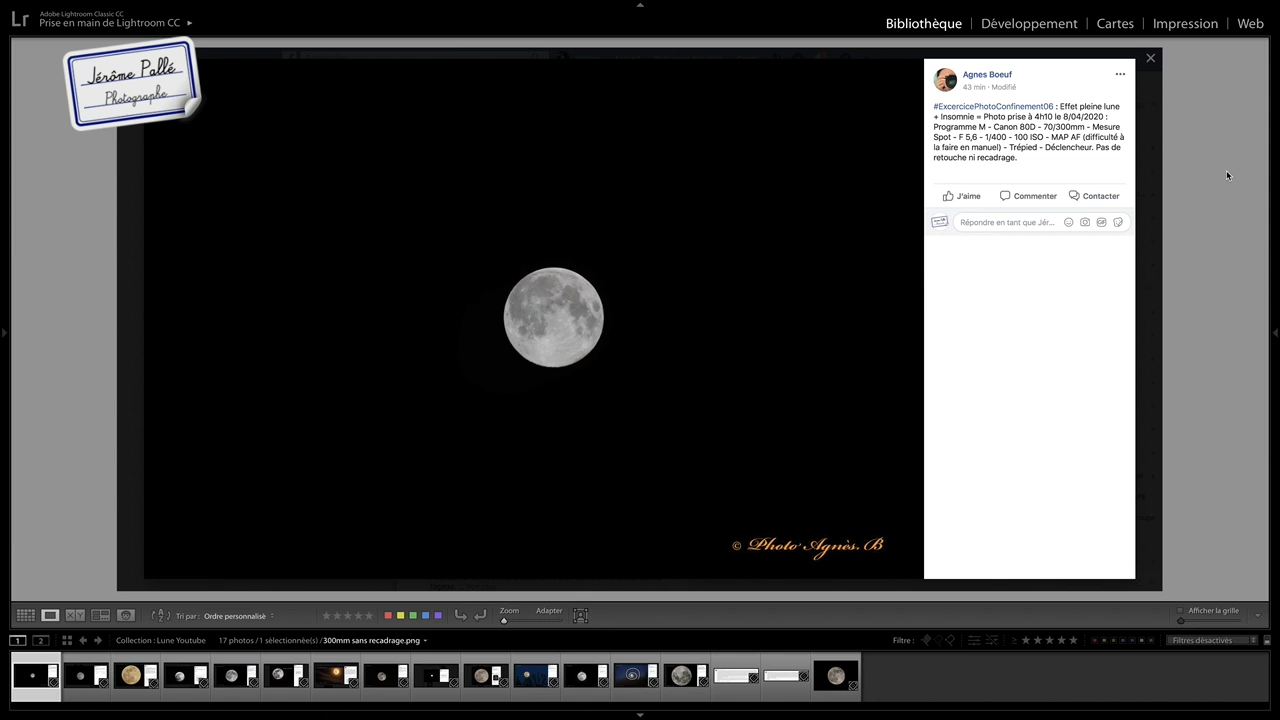 Lr
Adobe Lightroom Classic CC
Prise en main de Lightroom CC
Bibliothèque
Développement
Cartes
Impression
Web
Jérôme Pallé
Photographe
Agnes Boeuf
43 min · Modifié
#ExcercicePhotoConfinement06 : Effet pleine lune
+ Insomnie = Photo prise à 4h10 le 8/04/2020 :
Programme M - Canon 80D - 70/300mm - Mesure
Spot - F 5,6 - 1/400 - 100 ISO - MAP AF (difficulté à
la faire en manuel) - Trépied - Déclencheur. Pas de
retouche ni recadrage.
J'aime
Commenter
Contacter
Répondre en tant que Jér...
© Photo Agnès. B
Tri par : Ordre personnalisé
Zoom
Adapter
Afficher la grille
1
2
Collection : Lune Youtube
17 photos / 1 sélectionnée(s) / 300mm sans recadrage.png
Filtre :
Filtres désactivés